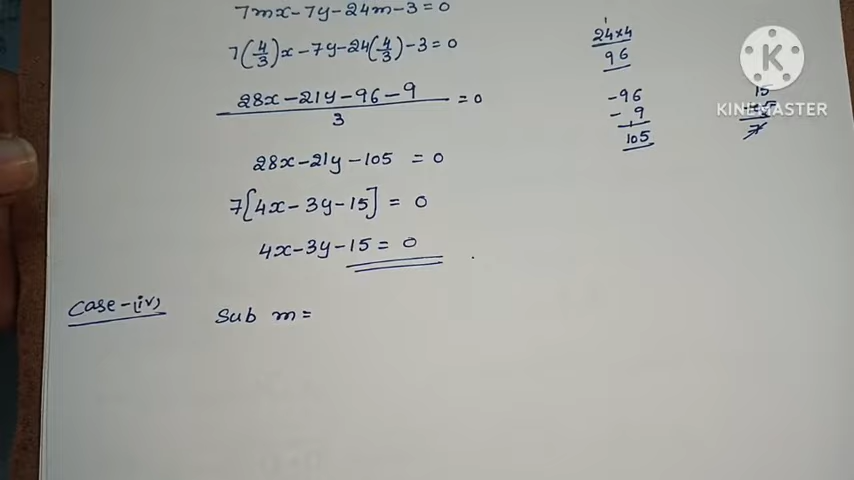 7mx-7y-24m-3=0
7(4/3)x-7y-24(4/3)-3=0
28x-21y-96-9
3
=0
28x-21y-105 = 0
7[4x-3y-15] = 0
4x-3y-15 = 0
Case-(iv) Sub m=
1
24x4
96
-96
- 9
105
15
K
KINEMASTER